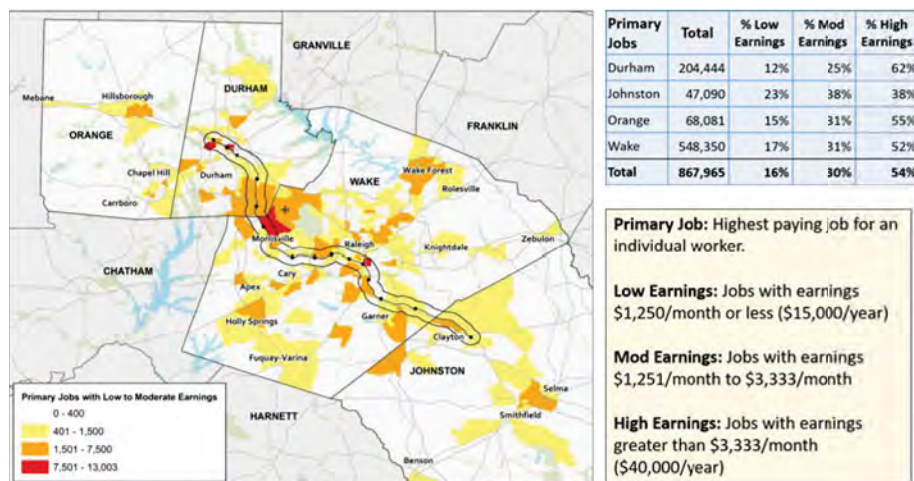 GRANVILLE
DURHAM
Mebane
Hillsborough
ORANGE
FRANKLIN
Chapel Hill
Durham
WAKE
Wake Forest
Rolesville
Carrboro
Morrisville
Raleigh
Knightdale
Zebulon
CHATHAM
Cary
Apex
Garner
Holly Springs
Clayton
Fuquay-Varina
JOHNSTON
Selma
HARNETT
Smithfield
Benson
Primary Jobs with Low to Moderate Earnings
0 - 400
401 - 1,500
1,501 - 7,500
7,501 - 13,003
Primary Jobs Total % Low Earnings % Mod Earnings % High Earnings
Durham 204,444 12% 25% 62%
Johnston 47,090 23% 38% 38%
Orange 68,081 15% 31% 55%
Wake 548,350 17% 31% 52%
Total 867,965 16% 30% 54%
Primary Job: Highest paying job for an
individual worker.
Low Earnings: Jobs with earnings
$1,250/month or less ($15,000/year)
Mod Earnings: Jobs with earnings
$1,251/month to $3,333/month
High Earnings: Jobs with earnings
greater than $3,333/month
($40,000/year)